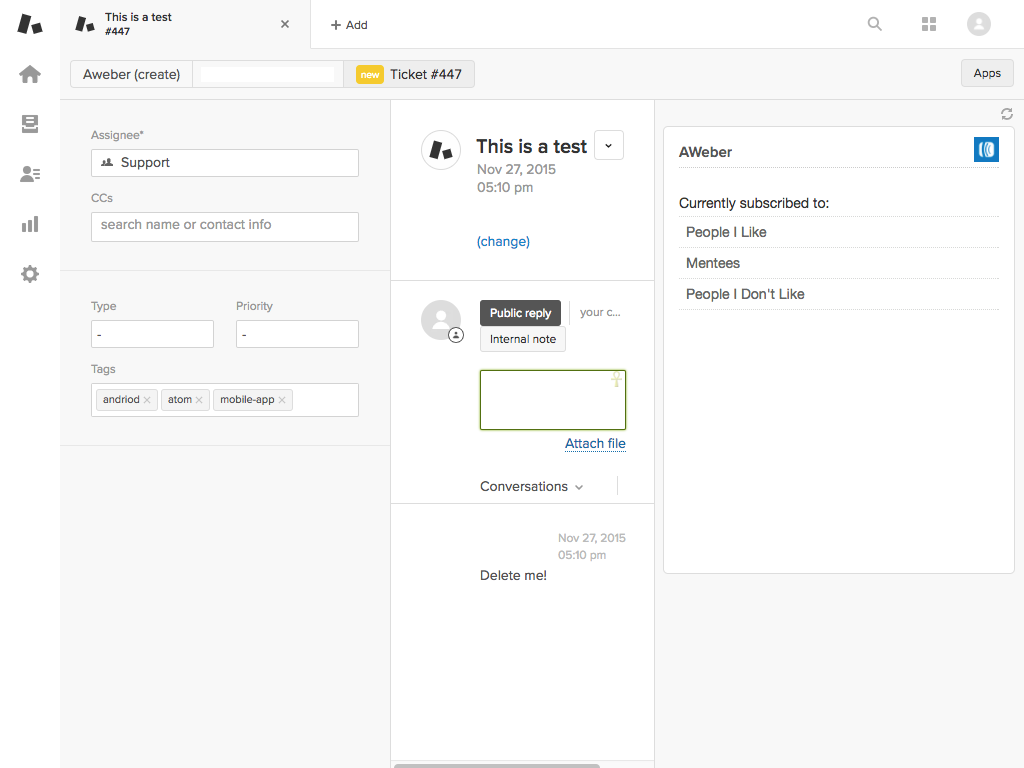 This is a test
#447
+ Add
Aweber (create)
new Ticket #447
Apps
Assignee*
Support
CCs
search name or contact info
Type
Priority
-
-
Tags
andriod
atom
mobile-app
This is a test
Nov 27, 2015
05:10 pm
(change)
Public reply
your c...
Internal note
Attach file
Conversations
Nov 27, 2015
05:10 pm
Delete me!
AWeber
Currently subscribed to:
People I Like
Mentees
People I Don't Like